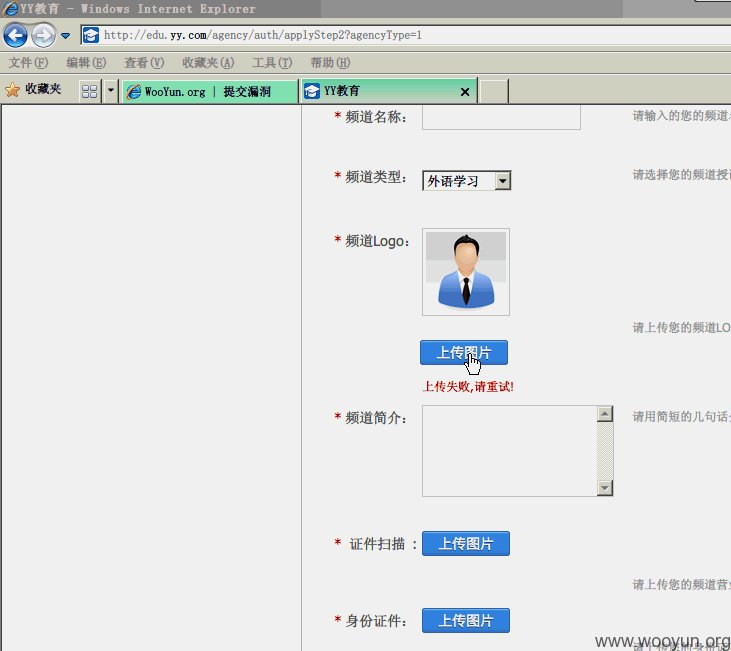 YY教育 - Windows Internet Explorer
http://edu.yy.com/agency/auth/applyStep2?agencyType=1
文件(F) 编辑(E) 查看(V) 收藏夹(A) 工具(T) 帮助(H)
收藏夹 WooYun.org | 提交漏洞 YY教育
* 频道名称: 请输入的您的频道
* 频道类型: 外语学习 请选择您的频道授
* 频道Logo:
请上传您的频道LO
上传图片
上传失败,请重试!
* 频道简介: 请用简短的几句话
* 证件扫描 : 上传图片
请上传您的频道营
* 身份证件: 上传图片
www.wooyun.org